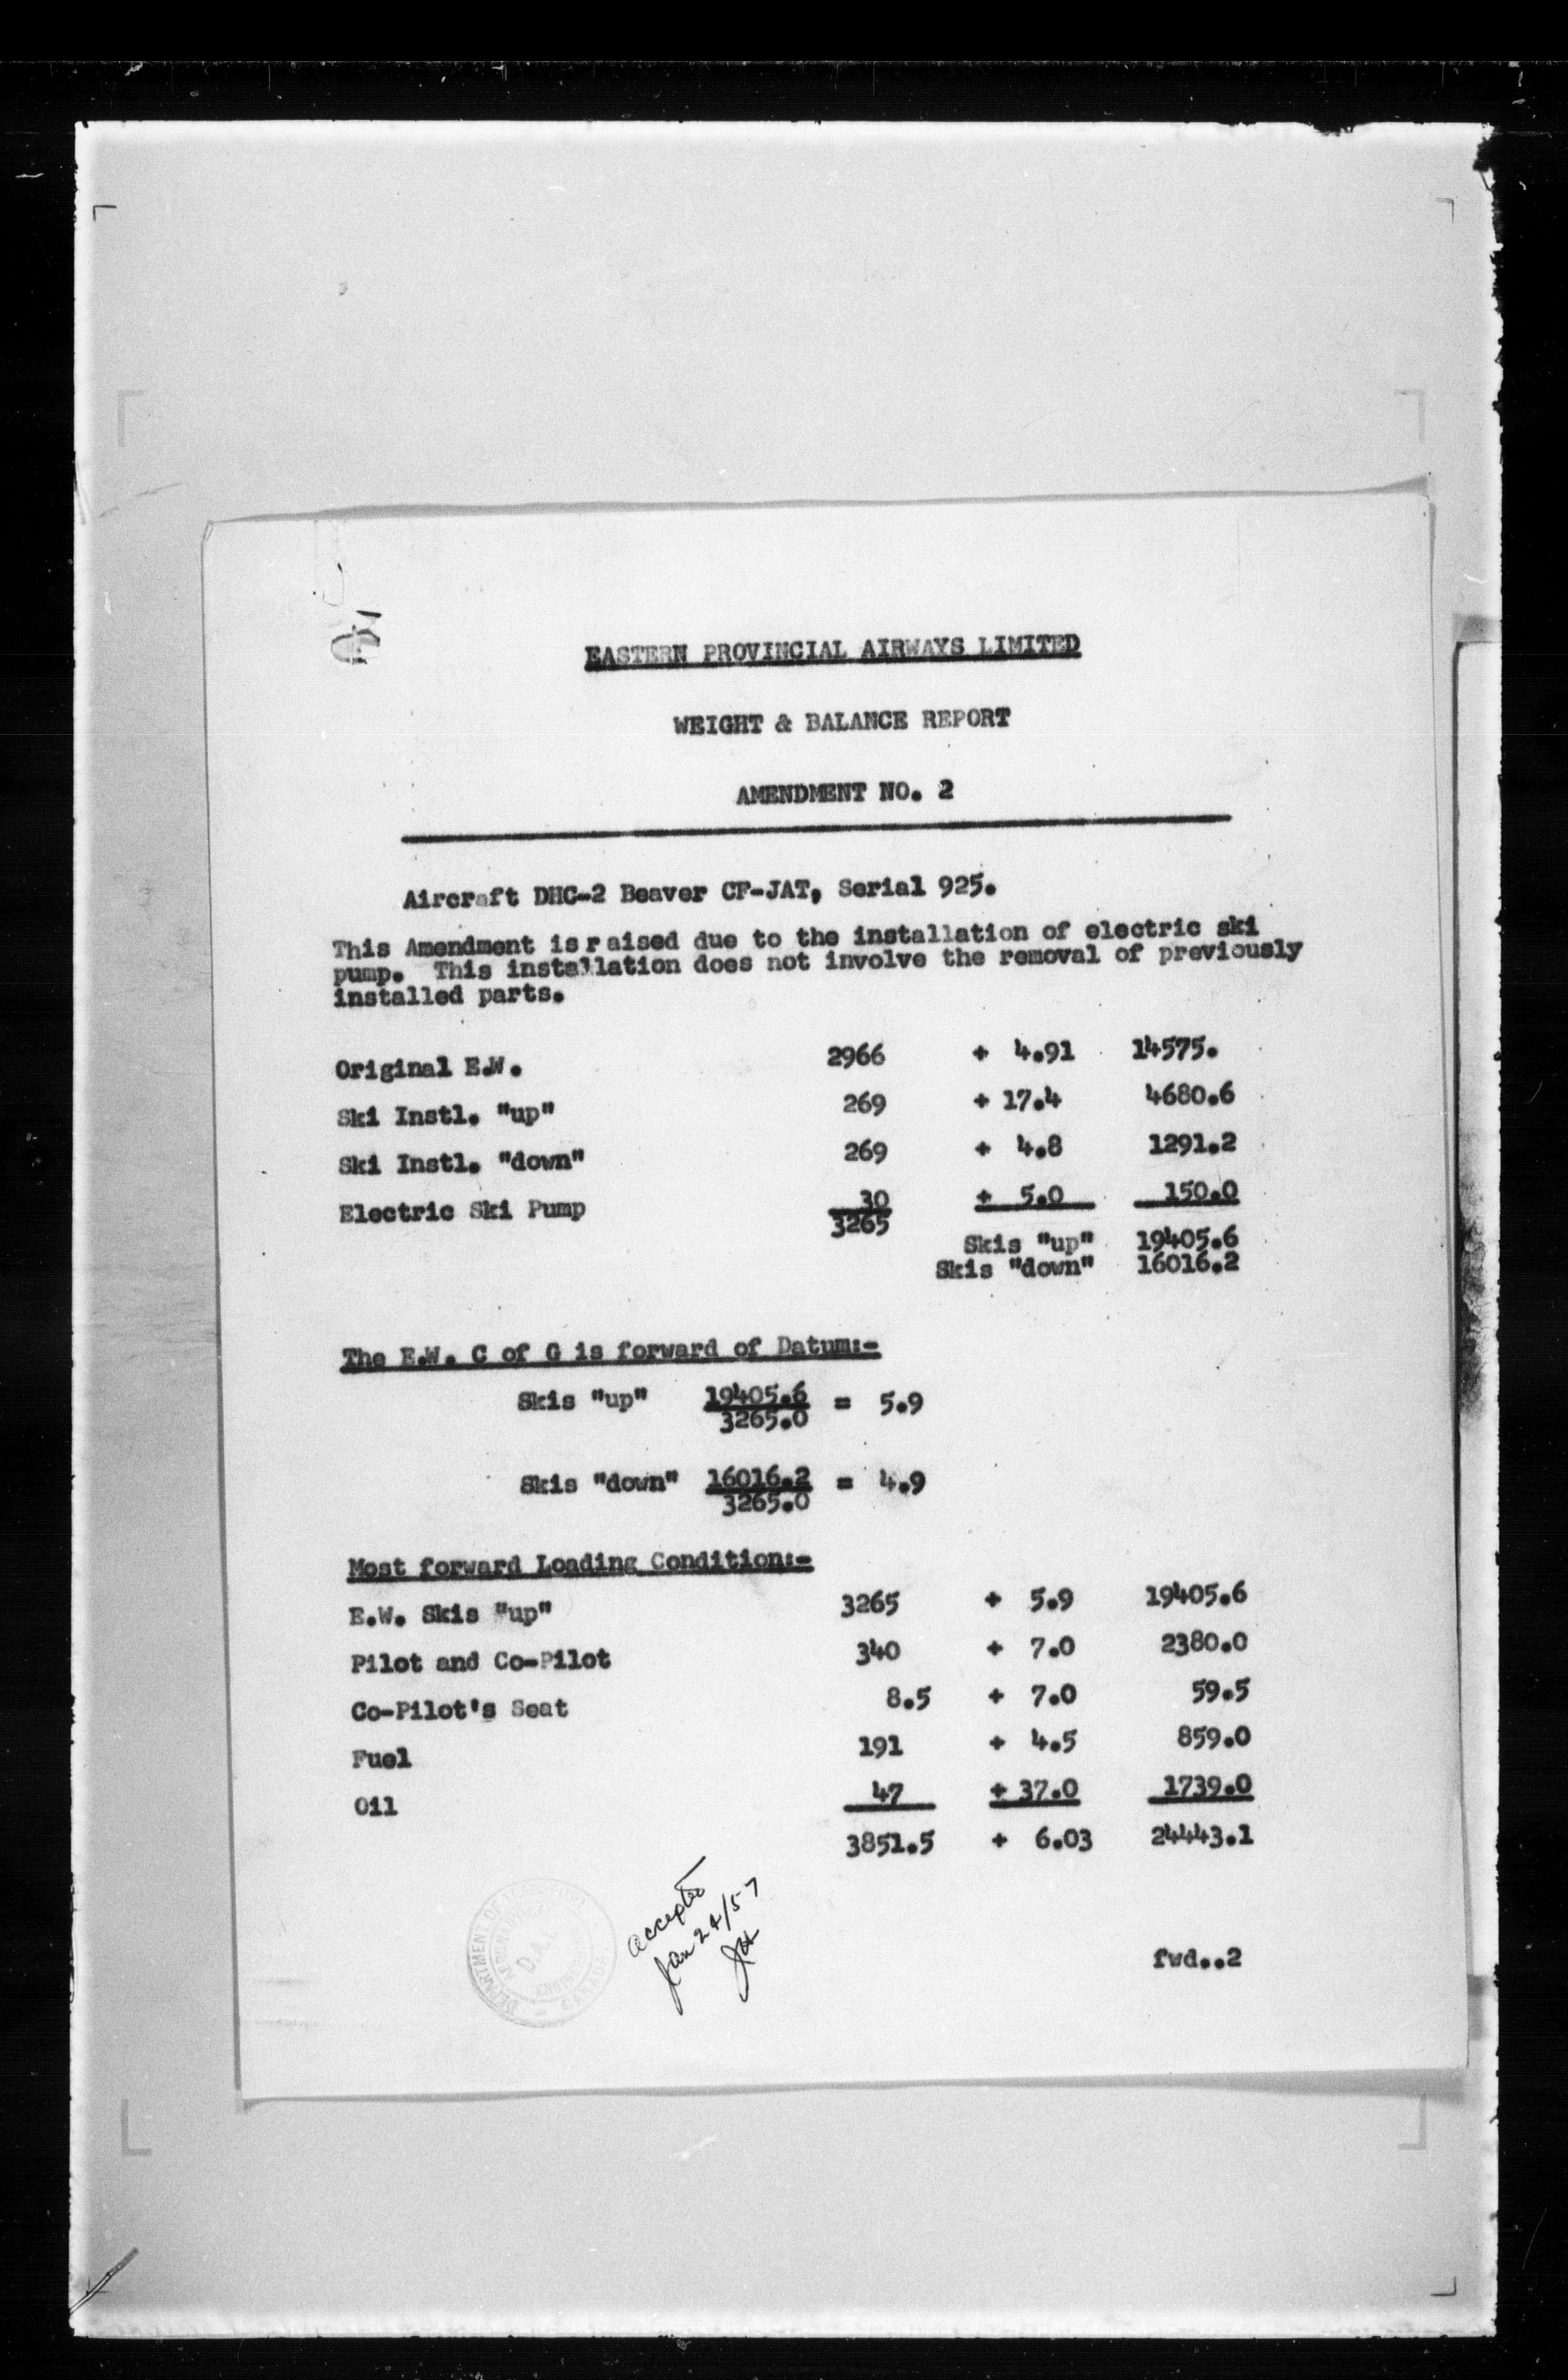 EASTERN PROVINCIAL AIRWAYS LIMITED
WEIGHT & BALANCE REPORT
AMENDMENT NO. 2
Aircraft DHC-2 Beaver CF-JAT, Serial 925.
This Amendment is raised due to the installation of electric ski
pump. This installation does not involve the removal of previously
installed parts.
Original E.W. 2966 + 4.91 14575.
Ski Instl. "up" 269 + 17.4 4680.6
Ski Instl. "down" 269 + 4.8 1291.2
Electric Ski Pump 30 + 5.0 150.0
3265
Skis "up" 19405.6
Skis "down" 16016.2
The E.W. C of G is forward of Datum:-
Skis "up" 19405.6 = 5.9
3265.0
Skis "down" 16016.2 = 4.9
3265.0
Most forward Loading Condition:-
E.W. Skis "up" 3265 + 5.9 19405.6
Pilot and Co-Pilot 340 + 7.0 2380.0
Co-Pilot's Seat 8.5 + 7.0 59.5
Fuel 191 + 4.5 859.0
Oil 47 + 37.0 1739.0
3851.5 + 6.03 24443.1
accepted
Jan 24/57
DEPARTMENT OF
fwd..2